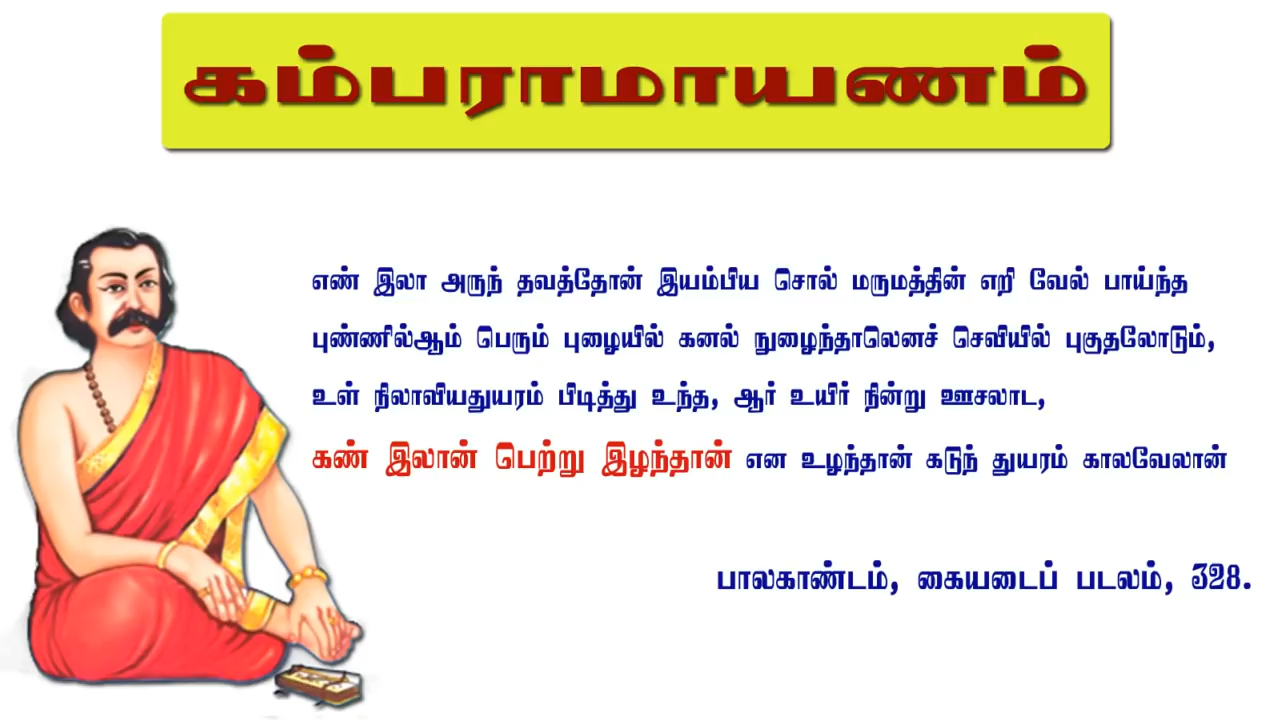 கம்பராமாயணம்
எண் இலா அருந் தவத்தோன் இயம்பிய சொல் மருமத்தின் எறி வேல் பாய்ந்த
புண்ணில்ஆம் பெரும் புழையில் கனல் நுழைந்தாலெனச் செவியில் புகுதலோடும்,
உள் நிலாவியதுயரம் பிடித்து உந்த, ஆர் உயிர் நின்று ஊசலாட,
கண் இலான் பெற்று இழந்தான் என உழந்தான் கடுந் துயரம் காலவேலான்
பாலகாண்டம், கையடைப் படலம், 328.